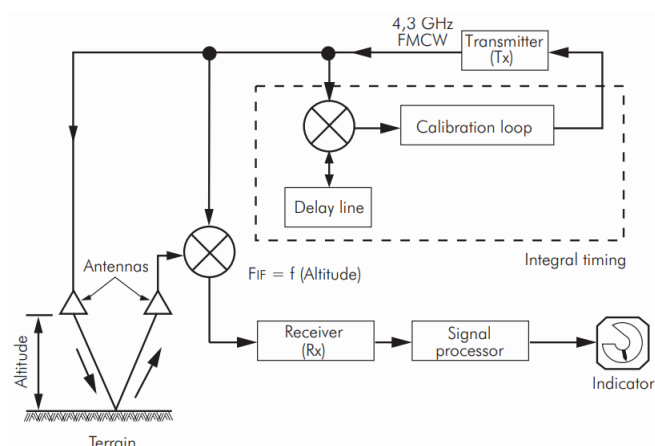 4,3 GHz
FMCW
Transmitter
(Tx)
Calibration loop
Delay line
Integral timing
Antennas
FIF = f (Altitude)
Altitude
Receiver
(Rx)
Signal
processor
Indicator
Terrain